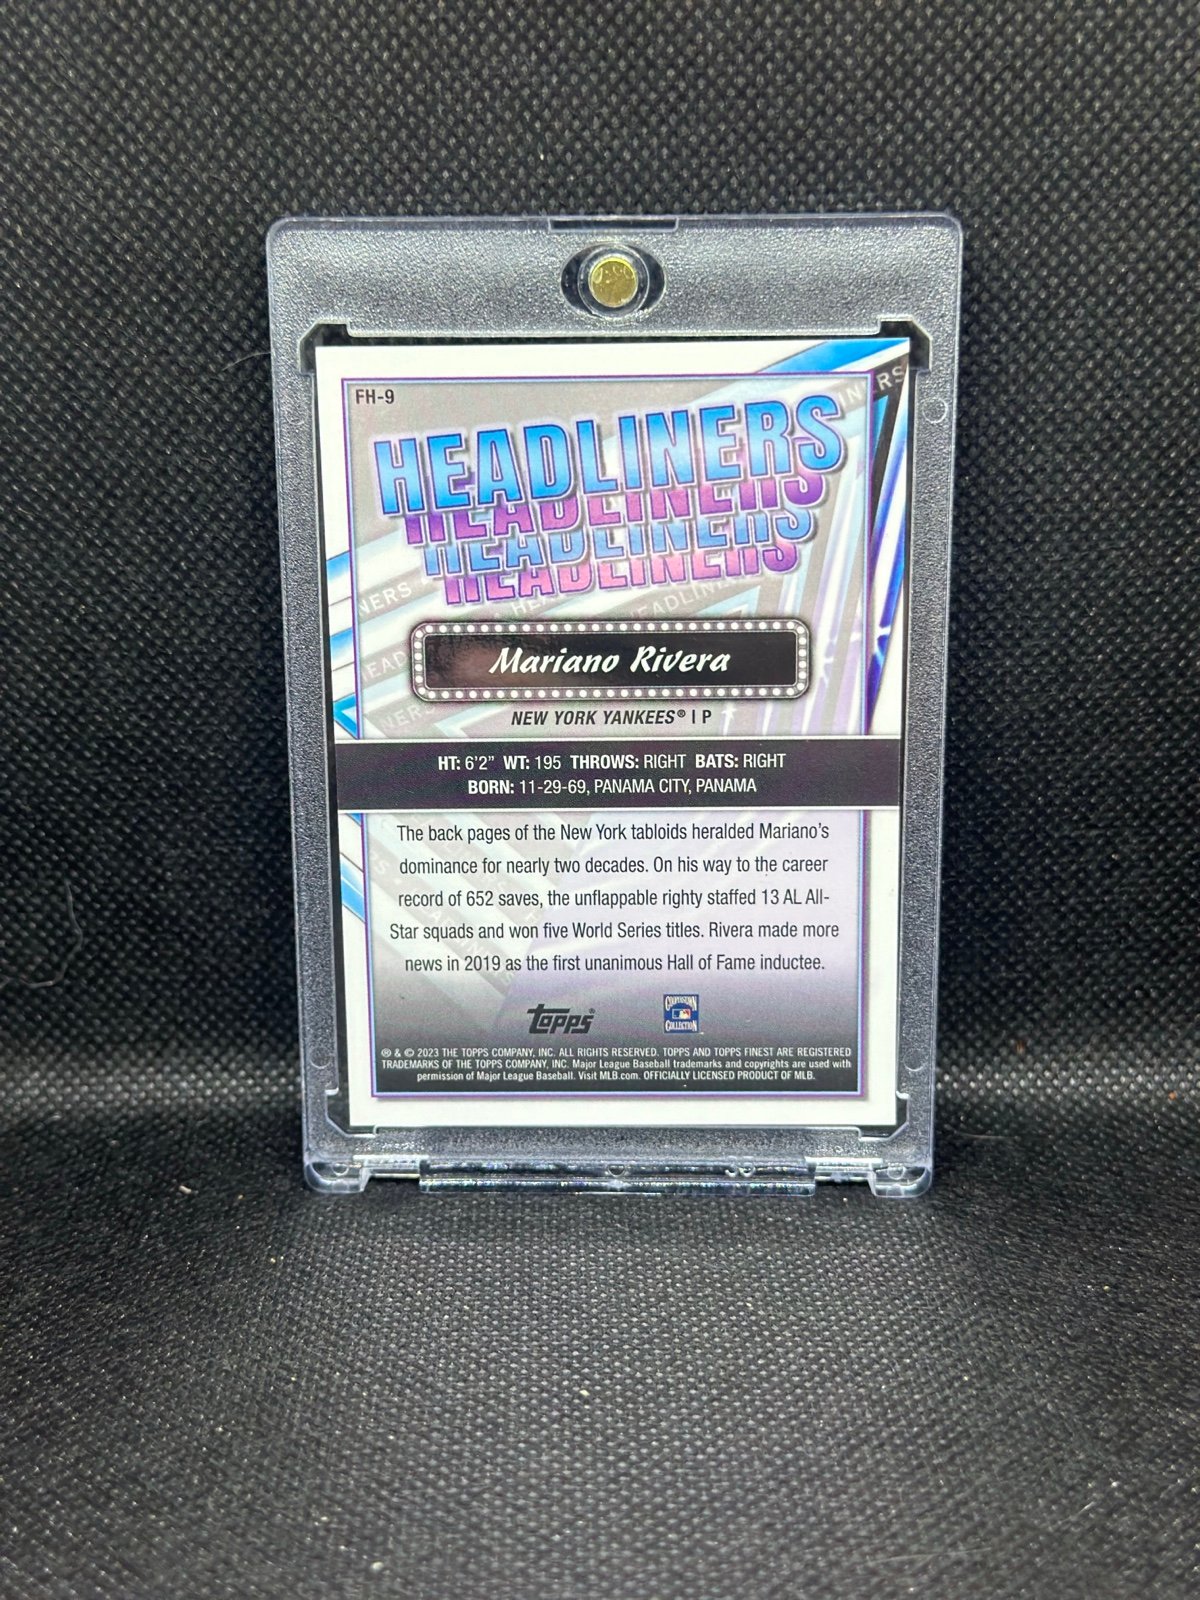 FH-9
HEADLINERS
HEADLINERS
HEADLINERS
HEADLINERS
Mariano Rivera
NEW YORK YANKEES® | P
HT: 6'2" WT: 195 THROWS: RIGHT BATS: RIGHT
BORN: 11-29-69, PANAMA CITY, PANAMA
The back pages of the New York tabloids heralded Mariano's
dominance for nearly two decades. On his way to the career
record of 652 saves, the unflappable righty staffed 13 AL All-
Star squads and won five World Series titles. Rivera made more
news in 2019 as the first unanimous Hall of Fame inductee.
Topps®
COOPERSTOWN
COLLECTION
® & © 2023 THE TOPPS COMPANY, INC. ALL RIGHTS RESERVED. TOPPS AND TOPPS FINEST ARE REGISTERED
TRADEMARKS OF THE TOPPS COMPANY, INC. Major League Baseball trademarks and copyrights are used with
permission of Major League Baseball. Visit MLB.com. OFFICIALLY LICENSED PRODUCT OF MLB.